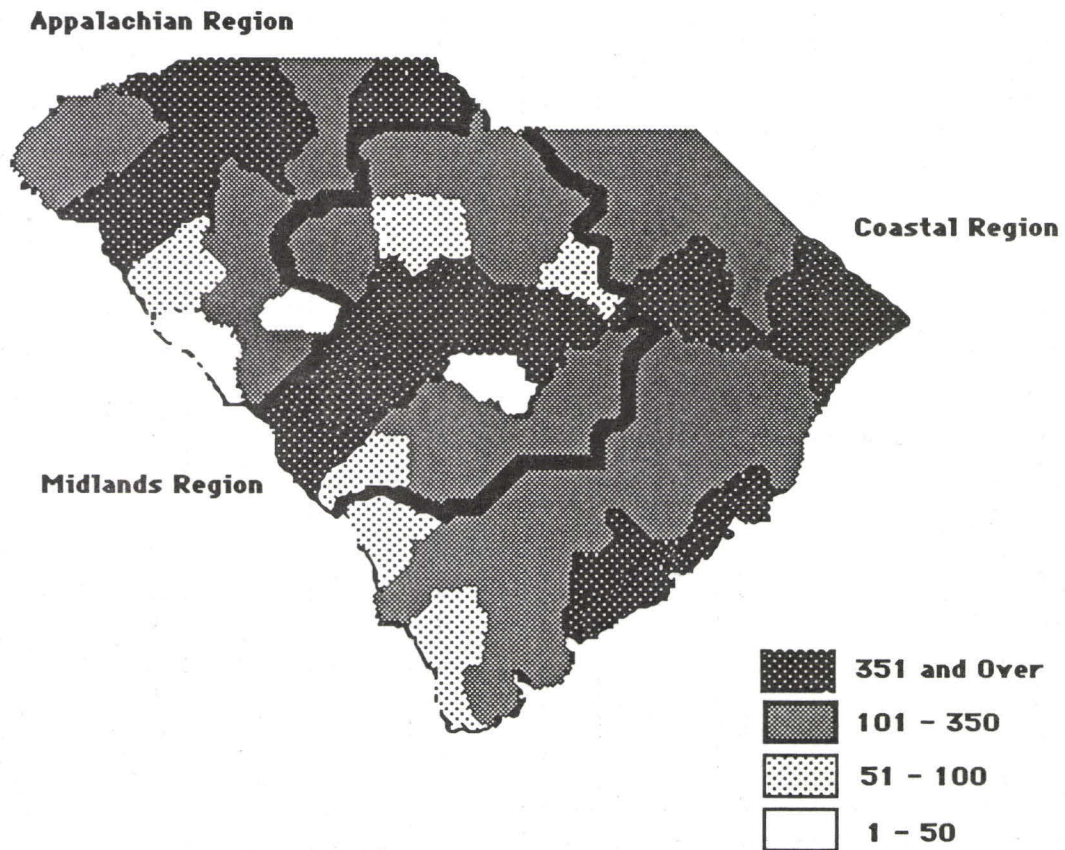 Appalachian Region
Coastal Region
Midlands Region
351 and Over
101 - 350
51 - 100
1 - 50